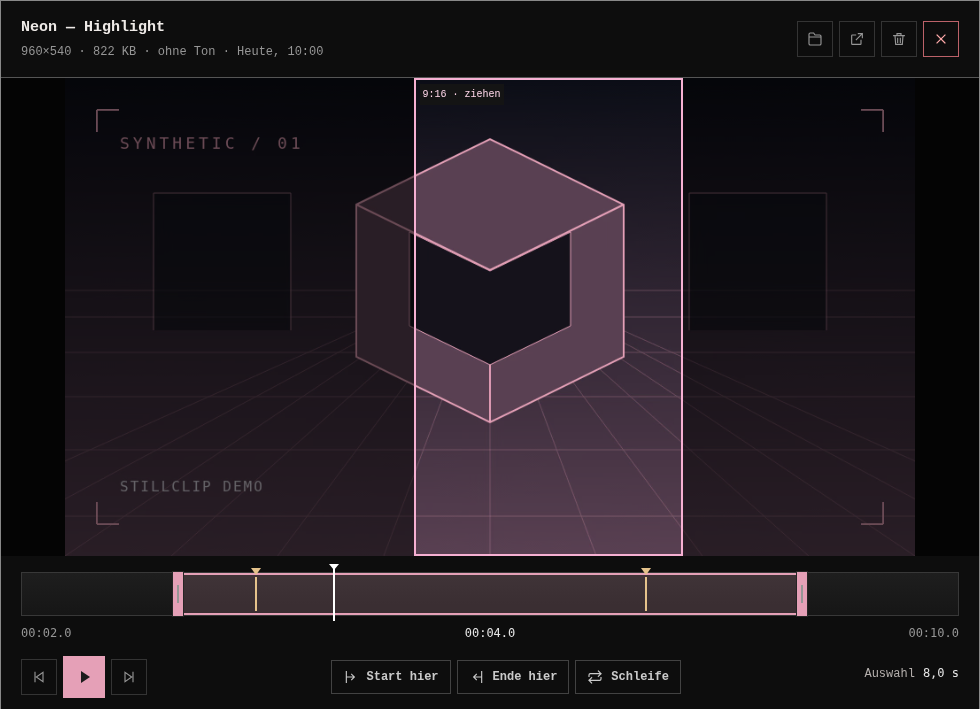 Neon — Highlight
960×540 · 822 KB · ohne Ton · Heute, 10:00
9:16 · ziehen
SYNTHETIC / 01
STILLCLIP DEMO
00:02.0
00:04.0
00:10.0
Start hier
Ende hier
Schleife
Auswahl 8,0 s